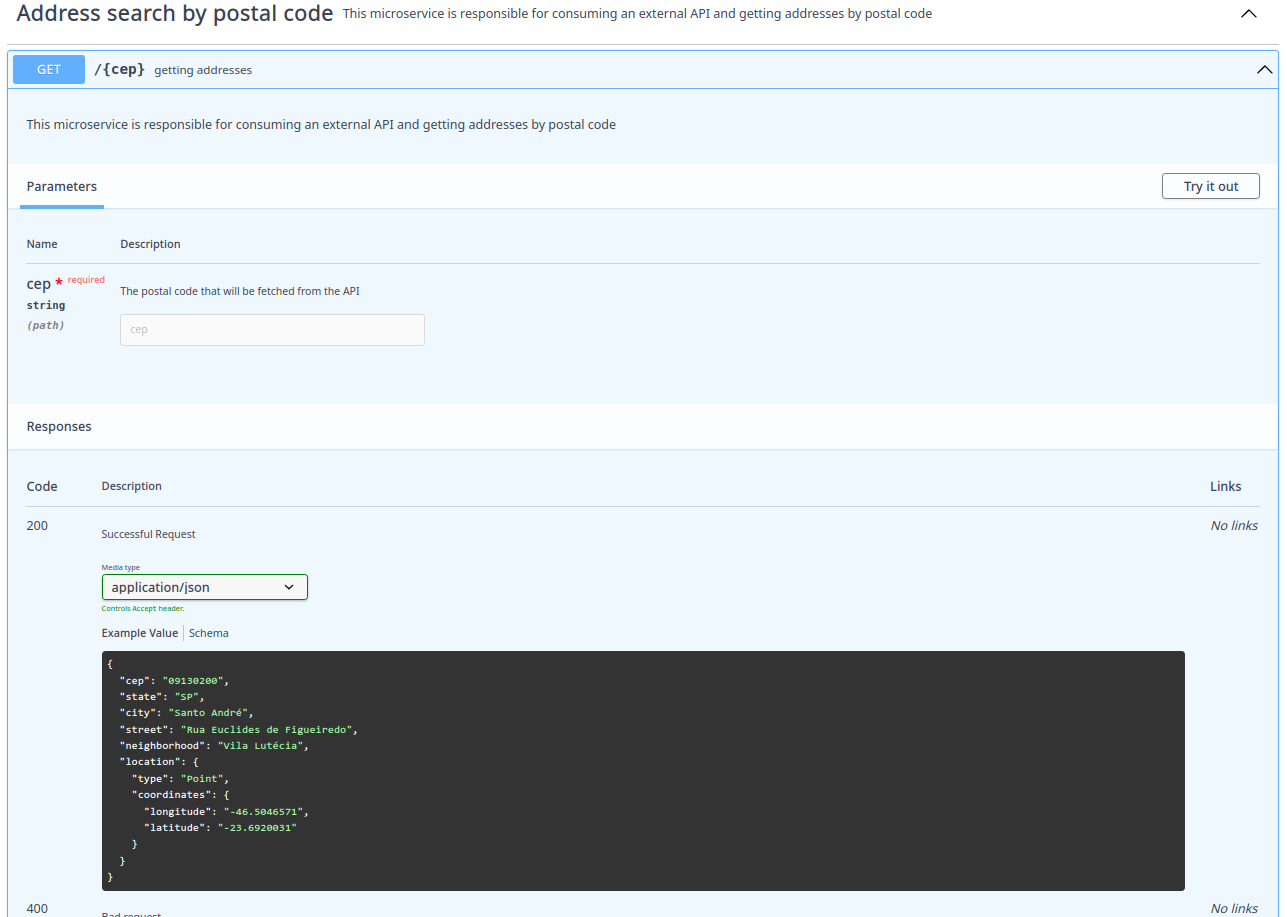 Address search by postal code This microservice is responsible for consuming an external API and getting addresses by postal code
GET /{cep} getting addresses
This microservice is responsible for consuming an external API and getting addresses by postal code
Parameters Try it out
Name Description
cep * required
The postal code that will be fetched from the API
string
(path)
cep
Responses
Code Description Links
200 Successful Request No links
Media type
application/json
Controls Accept header.
Example Value Schema
{
  "cep": "09130200",
  "state": "SP",
  "city": "Santo André",
  "street": "Rua Euclides de Figueiredo",
  "neighborhood": "Vila Lutécia",
  "location": {
    "type": "Point",
    "coordinates": {
      "longitude": "-46.5046571",
      "latitude": "-23.6920031"
    }
  }
}
400 Bad request No links